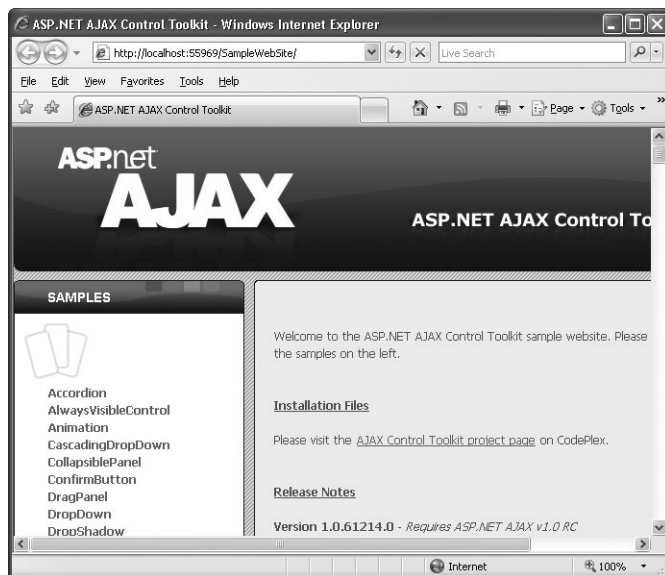 ASP.NET AJAX Control Toolkit - Windows Internet Explorer
http://localhost:55969/SampleWebSite/
Live Search
File Edit View Favorites Tools Help
ASP.NET AJAX Control Toolkit
Page Tools »
ASP.net
AJAX
ASP.NET AJAX Control To
SAMPLES
Accordion
AlwaysVisibleControl
Animation
CascadingDropDown
CollapsiblePanel
ConfirmButton
DragPanel
DropDown
DropShadow
Welcome to the ASP.NET AJAX Control Toolkit sample website. Please
the samples on the left.
Installation Files
Please visit the AJAX Control Toolkit project page on CodePlex.
Release Notes
Version 1.0.61214.0 - Requires ASP.NET AJAX v1.0 RC
Internet 100%